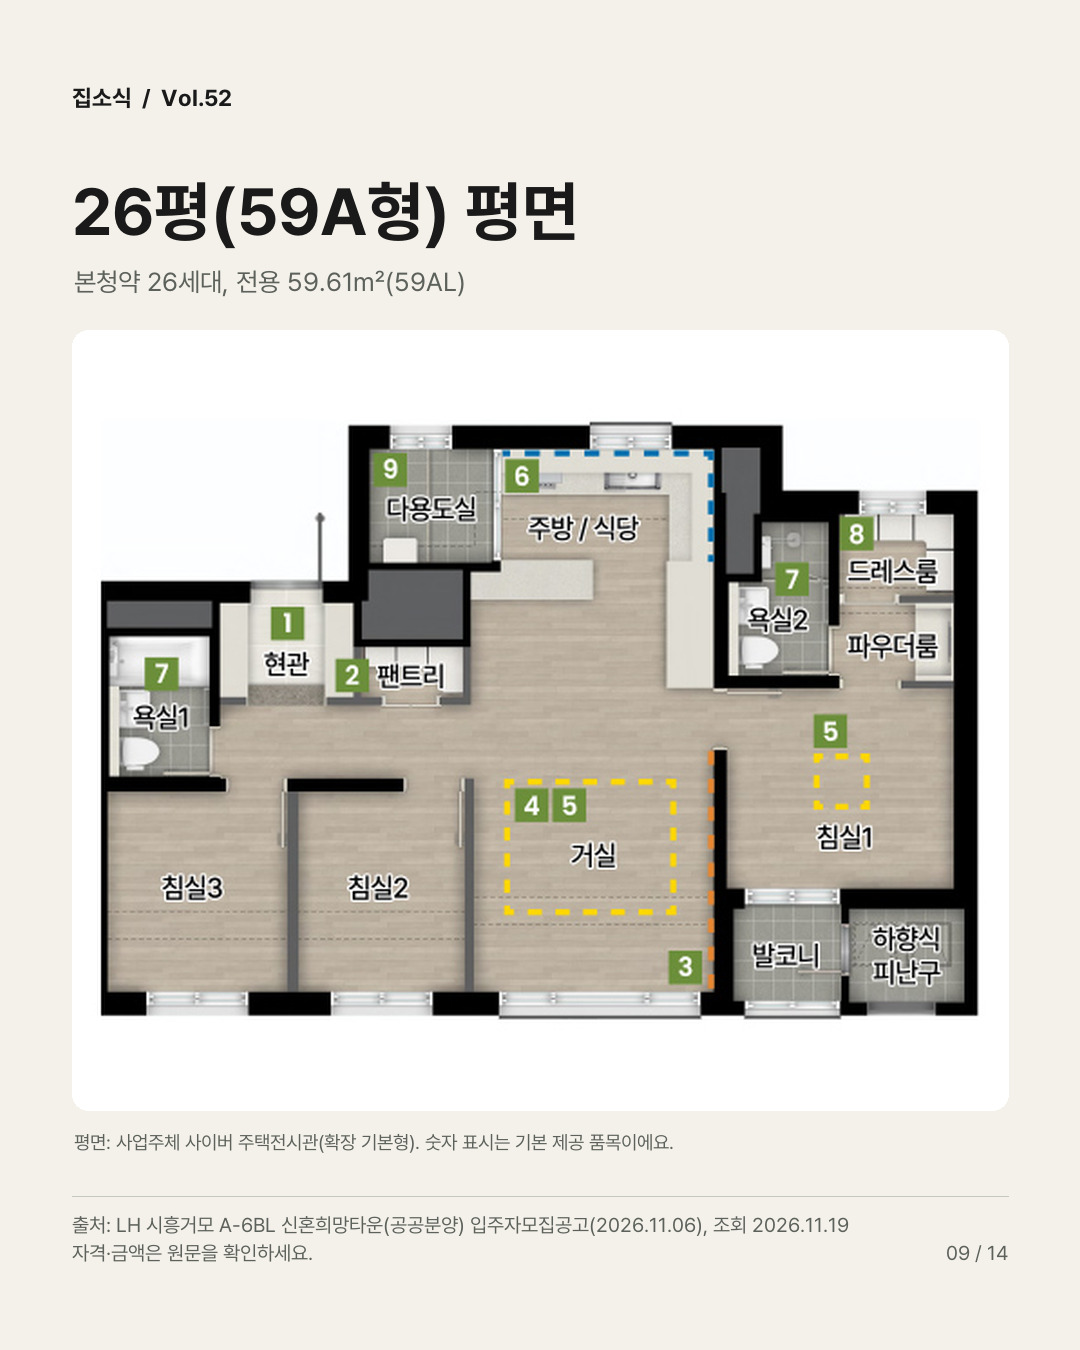 집소식 / Vol.52
26평(59A형) 평면
본청약 26세대, 전용 59.61m²(59AL)
9
다용도실
6
주방 / 식당
8
드레스룸
7
욕실2
파우더룸
1
현관
2
팬트리
7
욕실1
5
침실1
4 5
거실
침실3
침실2
3
발코니
하향식
피난구
평면: 사업주체 사이버 주택전시관(확장 기본형). 숫자 표시는 기본 제공 품목이에요.
출처: LH 시흥거모 A-6BL 신혼희망타운(공공분양) 입주자모집공고(2026.11.06), 조회 2026.11.19
자격·금액은 원문을 확인하세요.
09 / 14